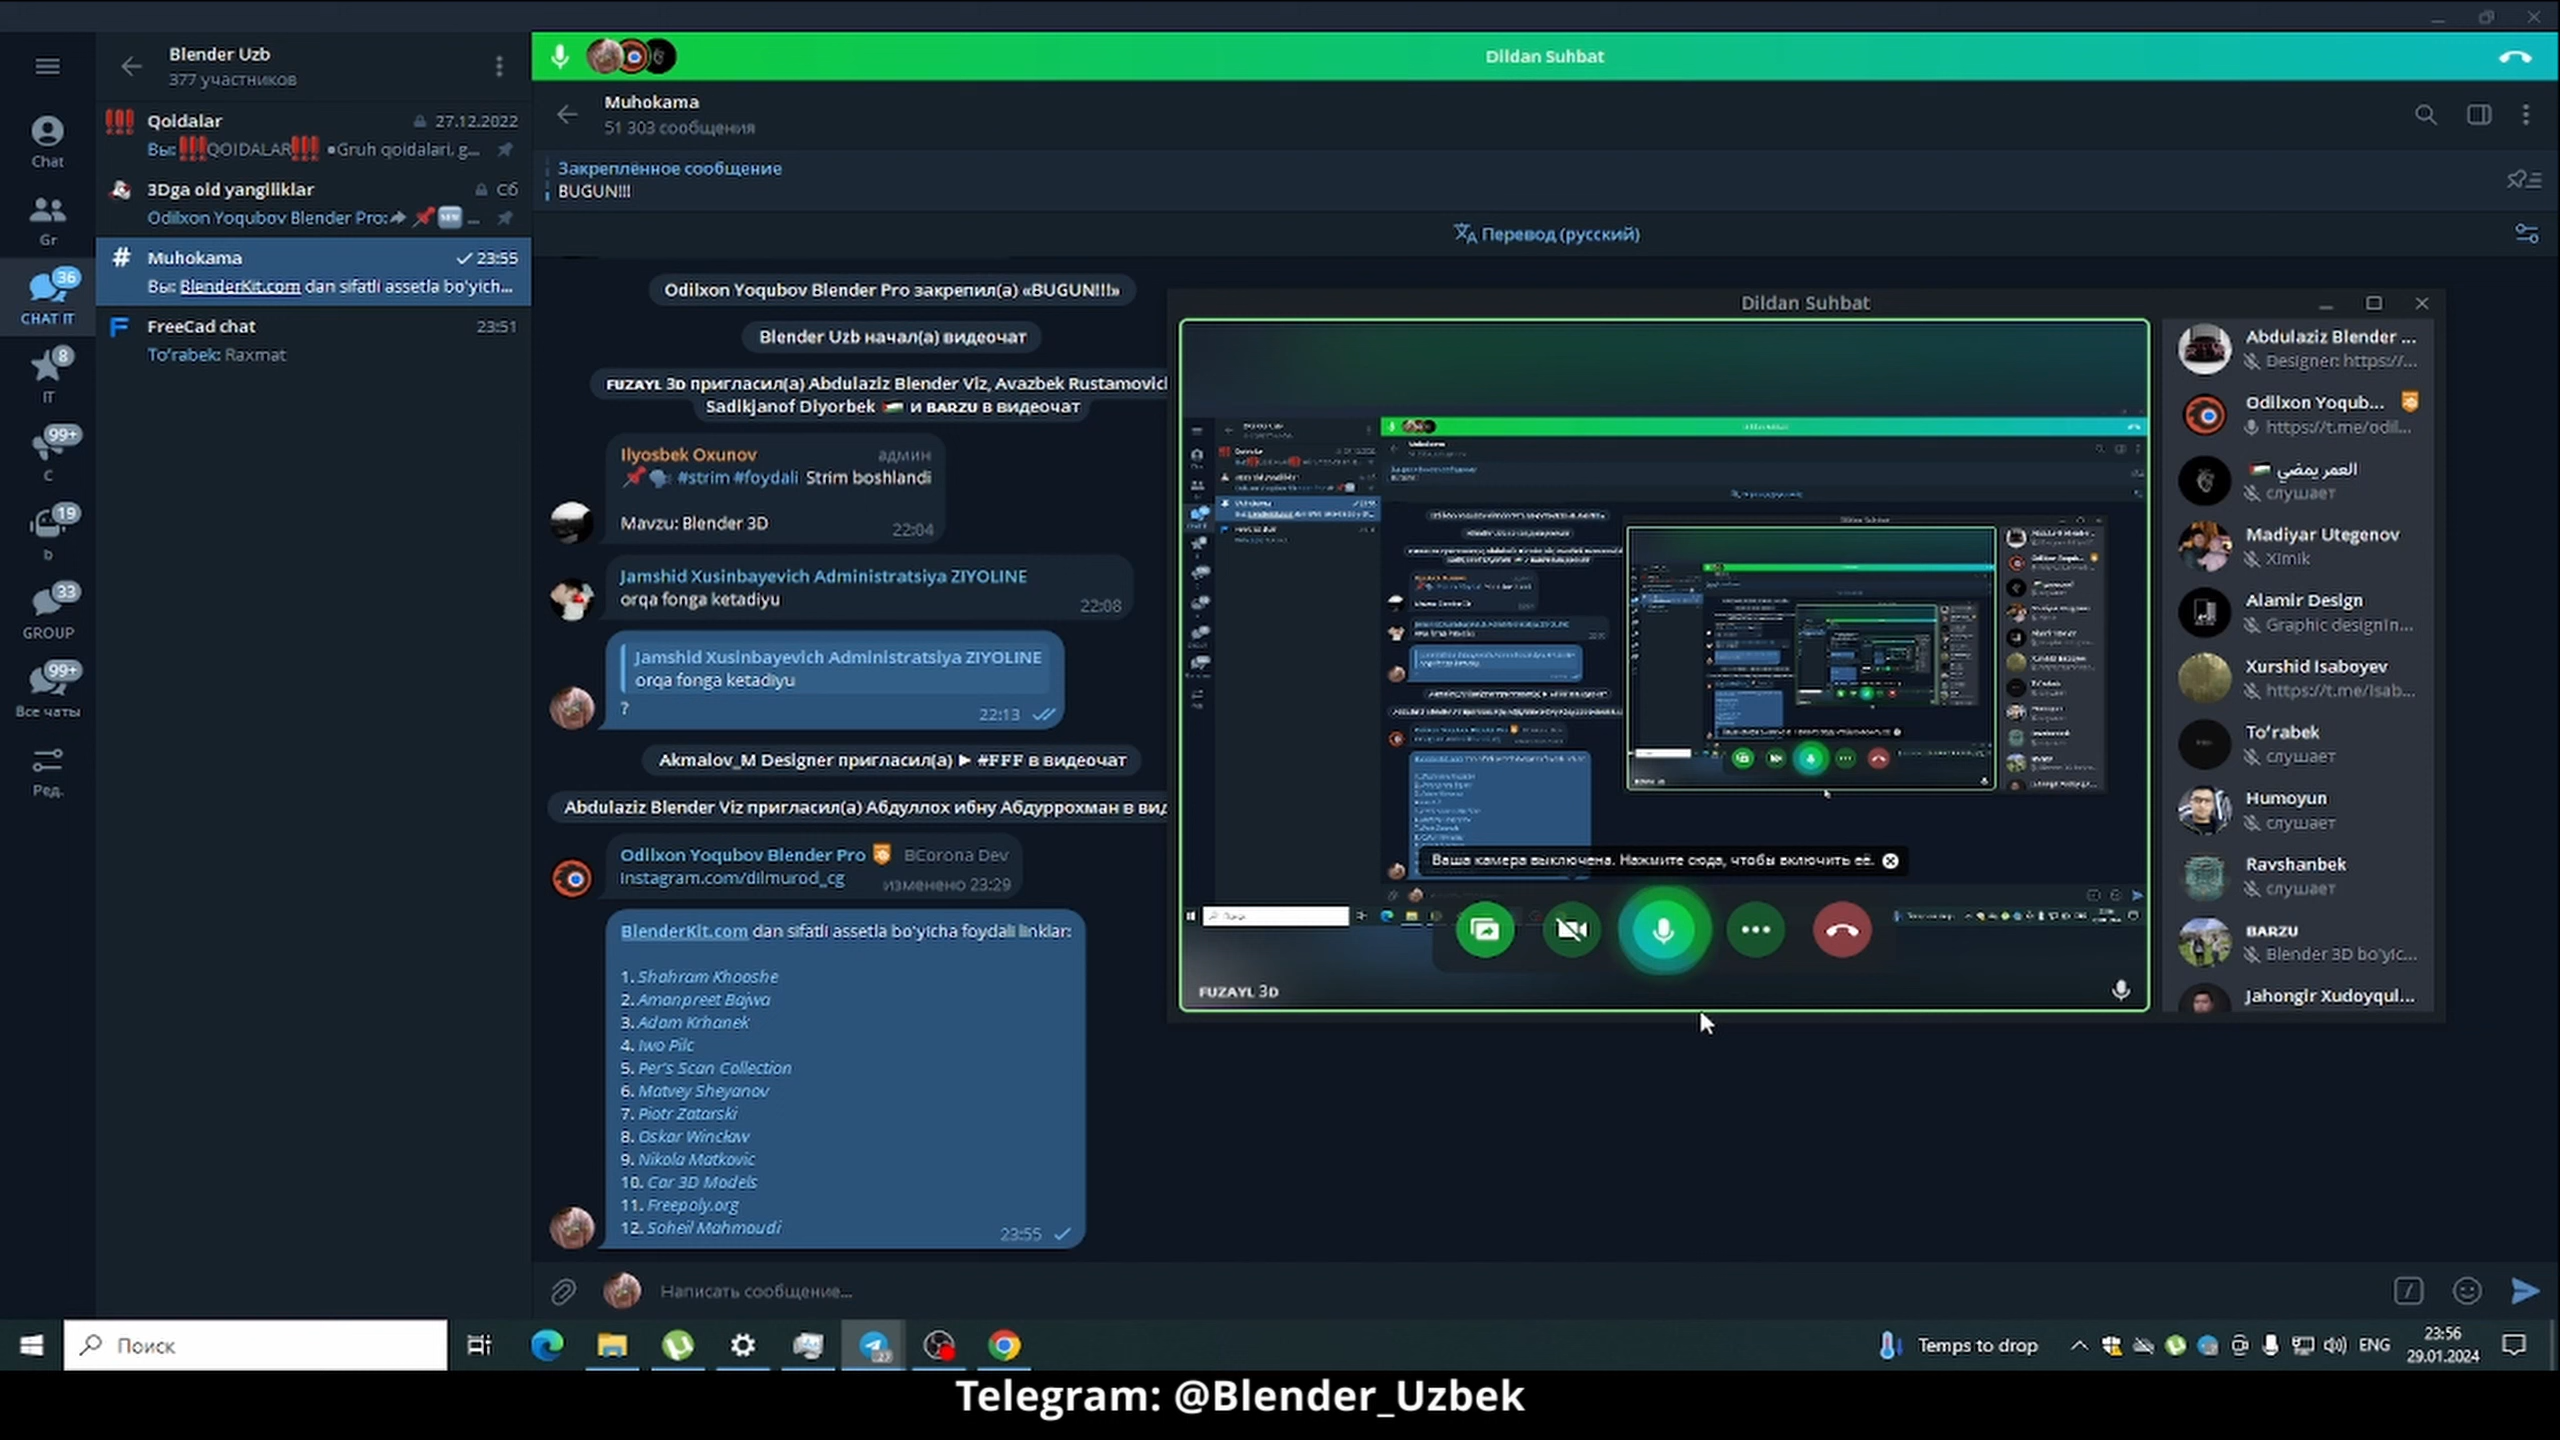 Chat
Gr
36
CHAT IT
8
IT
99+
C
19
b
33
GROUP
99+
Все чаты
Ред.
Blender Uzb
377 участников
Qoldalar
27.12.2022
Вы: ‼️QOIDALAR‼️ ●Gruh qoidalari, g...
3Dga oid yangiliklar
Сб
Odilxon Yoqubov Blender Pro:
Muhokama
23:55
Вы: BlenderKit.com dan sifatli assetla bo'yich...
FreeCad chat
23:51
To'rabek: Raxmat
Dildan Suhbat
Muhokama
51 303 сообщения
Закреплённое сообщение
BUGUN!!!
Перевод (русский)
Odilxon Yoqubov Blender Pro закрепил(а) «BUGUN!!!»
Blender Uzb начал(а) видеочат
FUZAYL 3D пригласил(а) Abdulaziz Blender Viz, Avazbek Rustamovich
Sadikjanof Diyorbek 🇵🇸 и BARZU в видеочат
Ilyosbek Oxunov админ
📌🗣 #strim #foydali Strim boshlandi
Mavzu: Blender 3D
22:04
Jamshid Xusinbayevich Administratsiya ZIYOLINE
orqa fonga ketadiyu
22:08
Jamshid Xusinbayevich Administratsiya ZIYOLINE
orqa fonga ketadiyu
?
22:13
Akmalov_M Designer пригласил(а) ► #FFF в видеочат
Abdulaziz Blender Viz пригласил(а) Абдуллох ибну Абдуррохман в вид
Odilxon Yoqubov Blender Pro BCorona Dev
instagram.com/dilmurod_cg
изменено 23:29
BlenderKit.com dan sifatli assetla bo'yicha foydali linklar:
1. Shahram Khooshe
2. Amanpreet Bajwa
3. Adam Krhanek
4. Iwo Pilc
5. Per's Scan Collection
6. Matvey Sheyanov
7. Piotr Zatarski
8. Oskar Wincław
9. Nikola Matkovic
10. Car 3D Models
11. Freepoly.org
12. Soheil Mahmoudi
23:55
Написать сообщение...
Dildan Suhbat
Ваша камера выключена. Нажмите сюда, чтобы включить её.
FUZAYL 3D
Abdulaziz Blender ...
Designer: https://...
Odilxon Yoqub...
https://t.me/odil...
العمر يمضي 🇵🇸
слушает
Madiyar Utegenov
Ximik
Alamir Design
Graphic designIn...
Xurshid Isaboyev
https://t.me/Isab...
To'rabek
слушает
Humoyun
слушает
Ravshanbek
слушает
BARZU
Blender 3D bo'yic...
Jahongir Xudoyqul...
Поиск
27
Temps to drop
ENG
23:56
29.01.2024
Telegram: @Blender_Uzbek